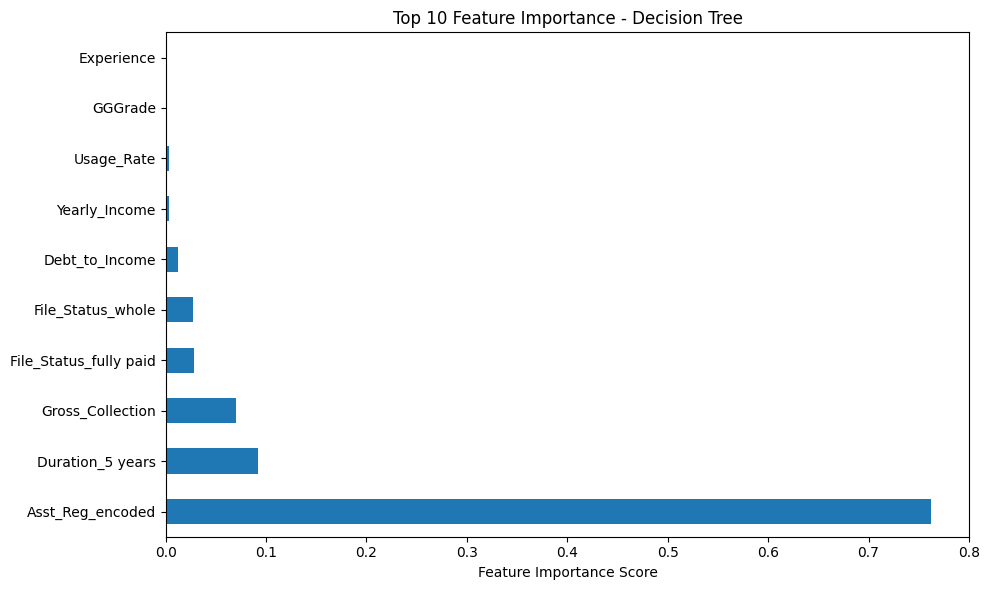 Top 10 Feature Importance - Decision Tree
Experience
GGGrade
Usage_Rate
Yearly_Income
Debt_to_Income
File_Status_whole
File_Status_fully paid
Gross_Collection
Duration_5 years
Asst_Reg_encoded
0.0 0.1 0.2 0.3 0.4 0.5 0.6 0.7 0.8
Feature Importance Score